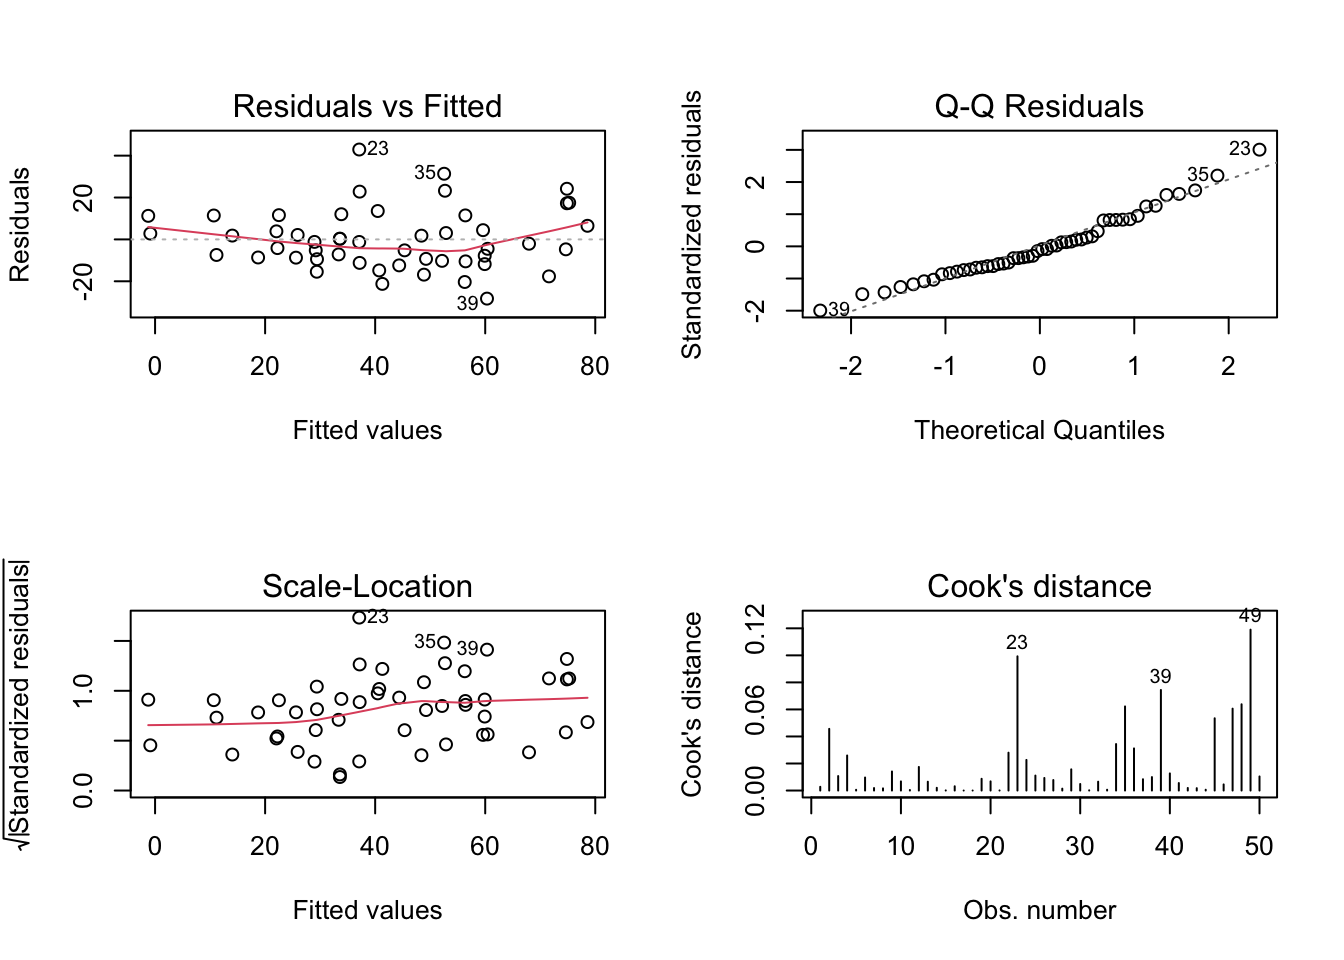 Residuals vs Fitted
Residuals
20
-20
23
35
39
0 20 40 60 80
Fitted values
Q-Q Residuals
Standardized residuals
2
0
-2
23
35
39
-2 -1 0 1 2
Theoretical Quantiles
Scale-Location
√|Standardized residuals|
1.0
0.0
23
35
39
0 20 40 60 80
Fitted values
Cook's distance
Cook's distance
0.12
0.06
0.00
49
23
39
0 10 20 30 40 50
Obs. number